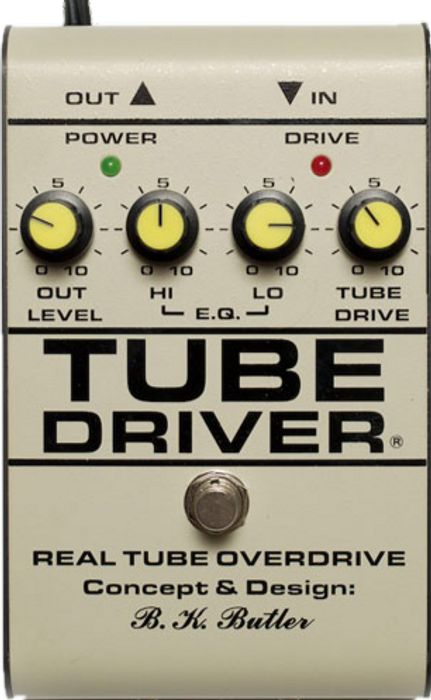 OUT ▲ ▼ IN
POWER DRIVE
5 5 5 5
0 10 0 10 0 10 0 10
OUT LEVEL
HI LO
E.Q.
TUBE DRIVE
TUBE
DRIVER®
REAL TUBE OVERDRIVE
Concept & Design:
B. K. Butler